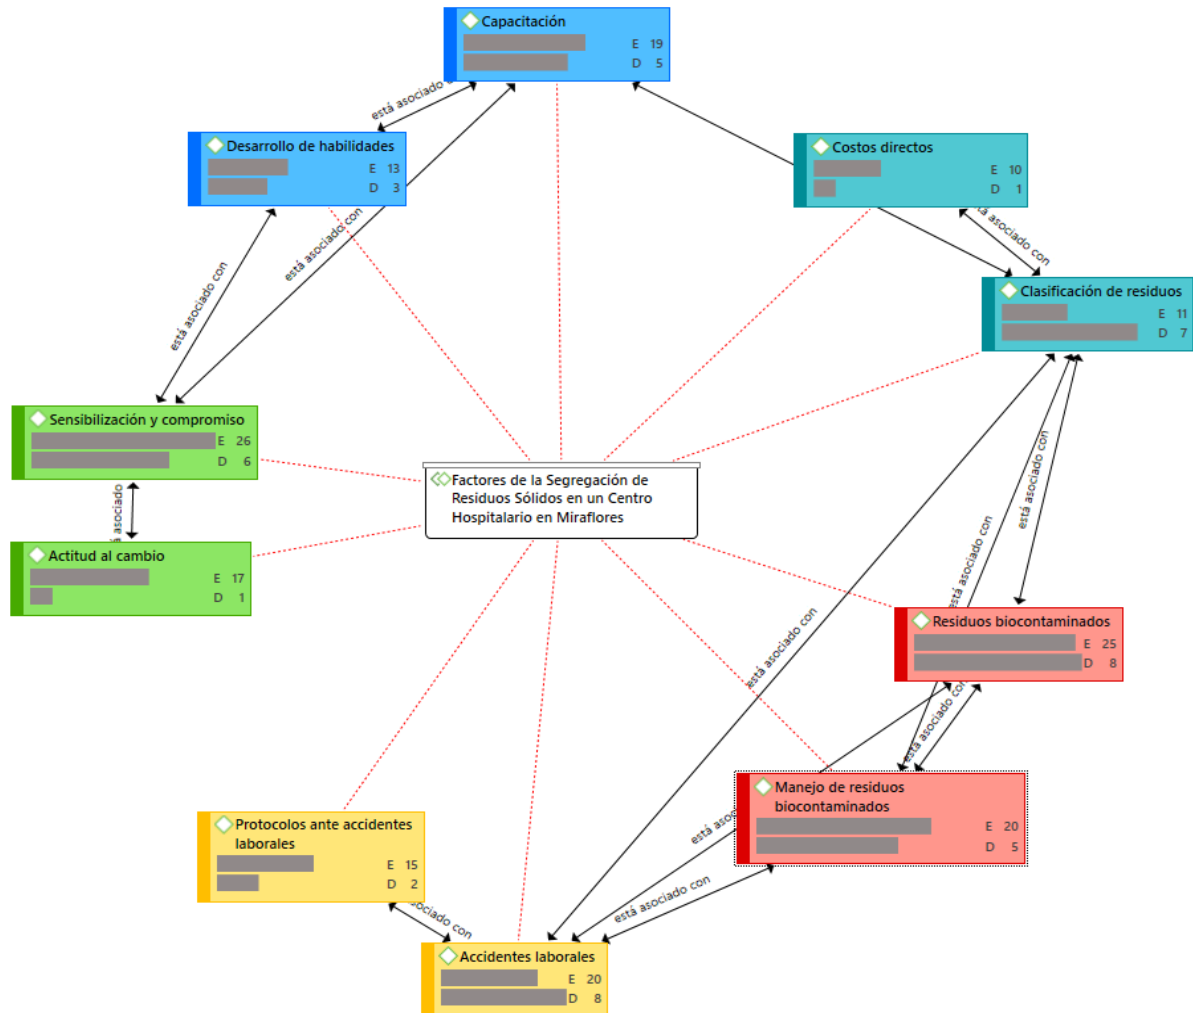 Capacitación
E 19
D 5
está asociado
Desarrollo de habilidades
E 13
D 3
Costos directos
E 10
D 1
está asociado con
está asociado con
asociado con
Clasificación de residuos
E 11
D 7
Sensibilización y compromiso
E 26
D 6
asociado
Actitud al cambio
E 17
D 1
Factores de la Segregación de
Residuos Sólidos en un Centro
Hospitalario en Miraflores
está asociado con
está asociado con
está asociado con
Residuos biocontaminados
E 25
D 8
está asociado con
Manejo de residuos
biocontaminados
E 20
D 5
está
Protocolos ante accidentes
laborales
E 15
D 2
asociado con
está asociado con
Accidentes laborales
E 20
D 8